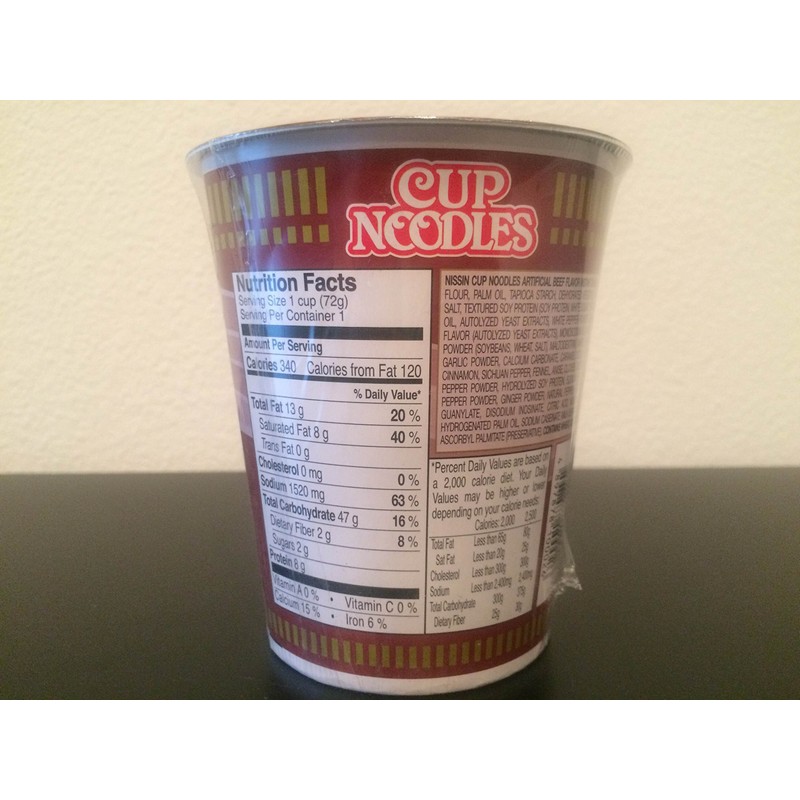 CUP
NOODLES
Nutrition Facts
Serving Size 1 cup (72g)
Serving Per Container 1
Amount Per Serving
Calories 340 Calories from Fat 120
% Daily Value*
Total Fat 13 g 20 %
Saturated Fat 8 g 40 %
Trans Fat 0 g
Cholesterol 0 mg 0 %
Sodium 1520 mg 63 %
Total Carbohydrate 47 g 16 %
Dietary Fiber 2 g 8 %
Sugars 2 g
Protein 8 g
Vitamin A 0 % • Vitamin C 0 %
Calcium 15 % • Iron 6 %
NISSIN CUP NOODLES ARTIFICIAL BEEF FLAVOR
FLOUR, PALM OIL, TAPIOCA STARCH, DEHYDRATED
SALT, TEXTURED SOY PROTEIN (SOY PROTEIN, WHITE
OIL, AUTOLYZED YEAST EXTRACTS, WHITE PEPPER
FLAVOR (AUTOLYZED YEAST EXTRACTS,
POWDER (SOYBEANS, WHEAT, SALT, MALTODEXTRIN
GARLIC POWDER, CALCIUM CARBONATE,
CINNAMON, SICHUAN PEPPER, FENNEL,
PEPPER POWDER, HYDROLYZED SOY PROTEIN,
PEPPER POWDER, GINGER POWDER, NATURAL
GUANYLATE, DISODIUM INOSINATE, CITRIC
HYDROGENATED PALM OIL, SODIUM CASEINATE,
ASCORBYL PALMITATE (PRESERVATIVE).
*Percent Daily Values are based on
a 2,000 calorie diet. Your Daily
Values may be higher or lower
depending on your calorie needs:
Calories: 2,000 2,500
Total Fat Less than 65g 80g
Sat Fat Less than 20g 25g
Cholesterol Less than 300g 300g
Sodium Less than 2,400mg 2,400mg
Total Carbohydrate 300g 375g
Dietary Fiber 25g 30g